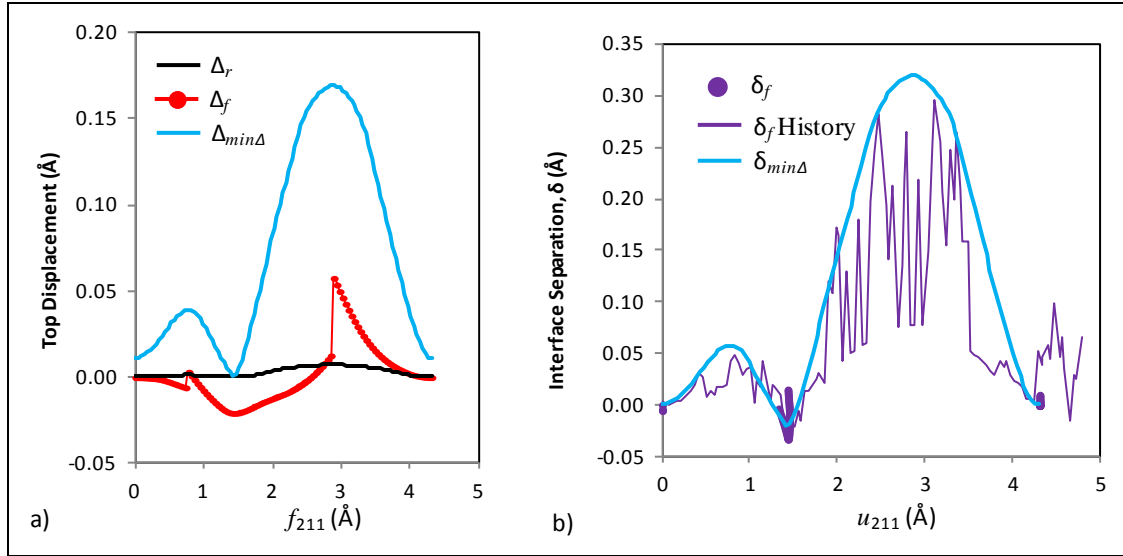 0.20
0.15
0.10
0.05
0.00
-0.05
Top Displacement (Å)
Δr
Δf
ΔminΔ
0 1 2 3 4 5
f211 (Å)
a)
0.35
0.30
0.25
0.20
0.15
0.10
0.05
0.00
-0.05
Interface Separation, δ (Å)
δf
δf History
δminΔ
0 1 2 3 4 5
u211 (Å)
b)